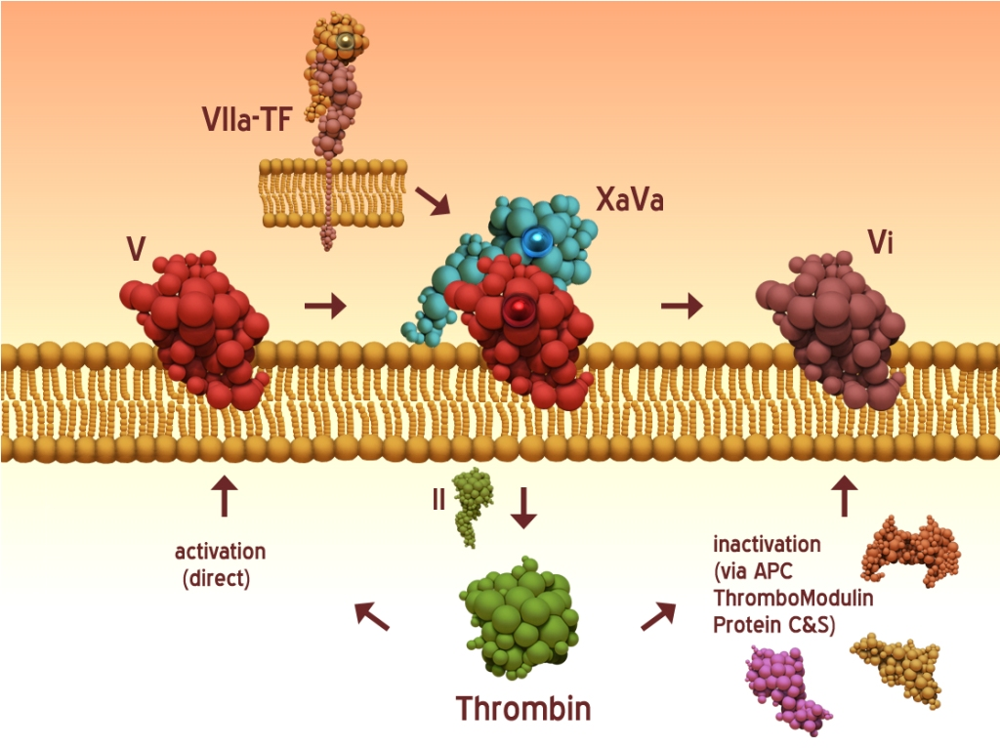 VIIa-TF
XaVa
V
Vi
II
activation
(direct)
inactivation
(via APC
ThromboModulin
Protein C&S)
Thrombin